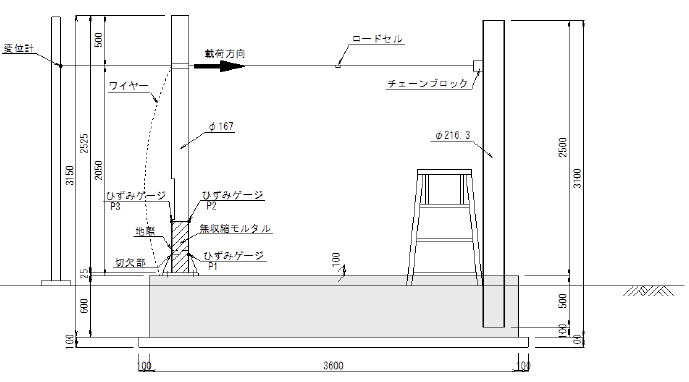 変位計
500
載荷方向
ロードセル
チェーンブロック
ワイヤー
φ167
φ216.3
3150
2525
2050
2500
3100
ひずみゲージ
P3
ひずみゲージ
P2
地際
無収縮モルタル
切欠部
ひずみゲージ
P1
100
25
600
500
100
100
100
100
3600
100